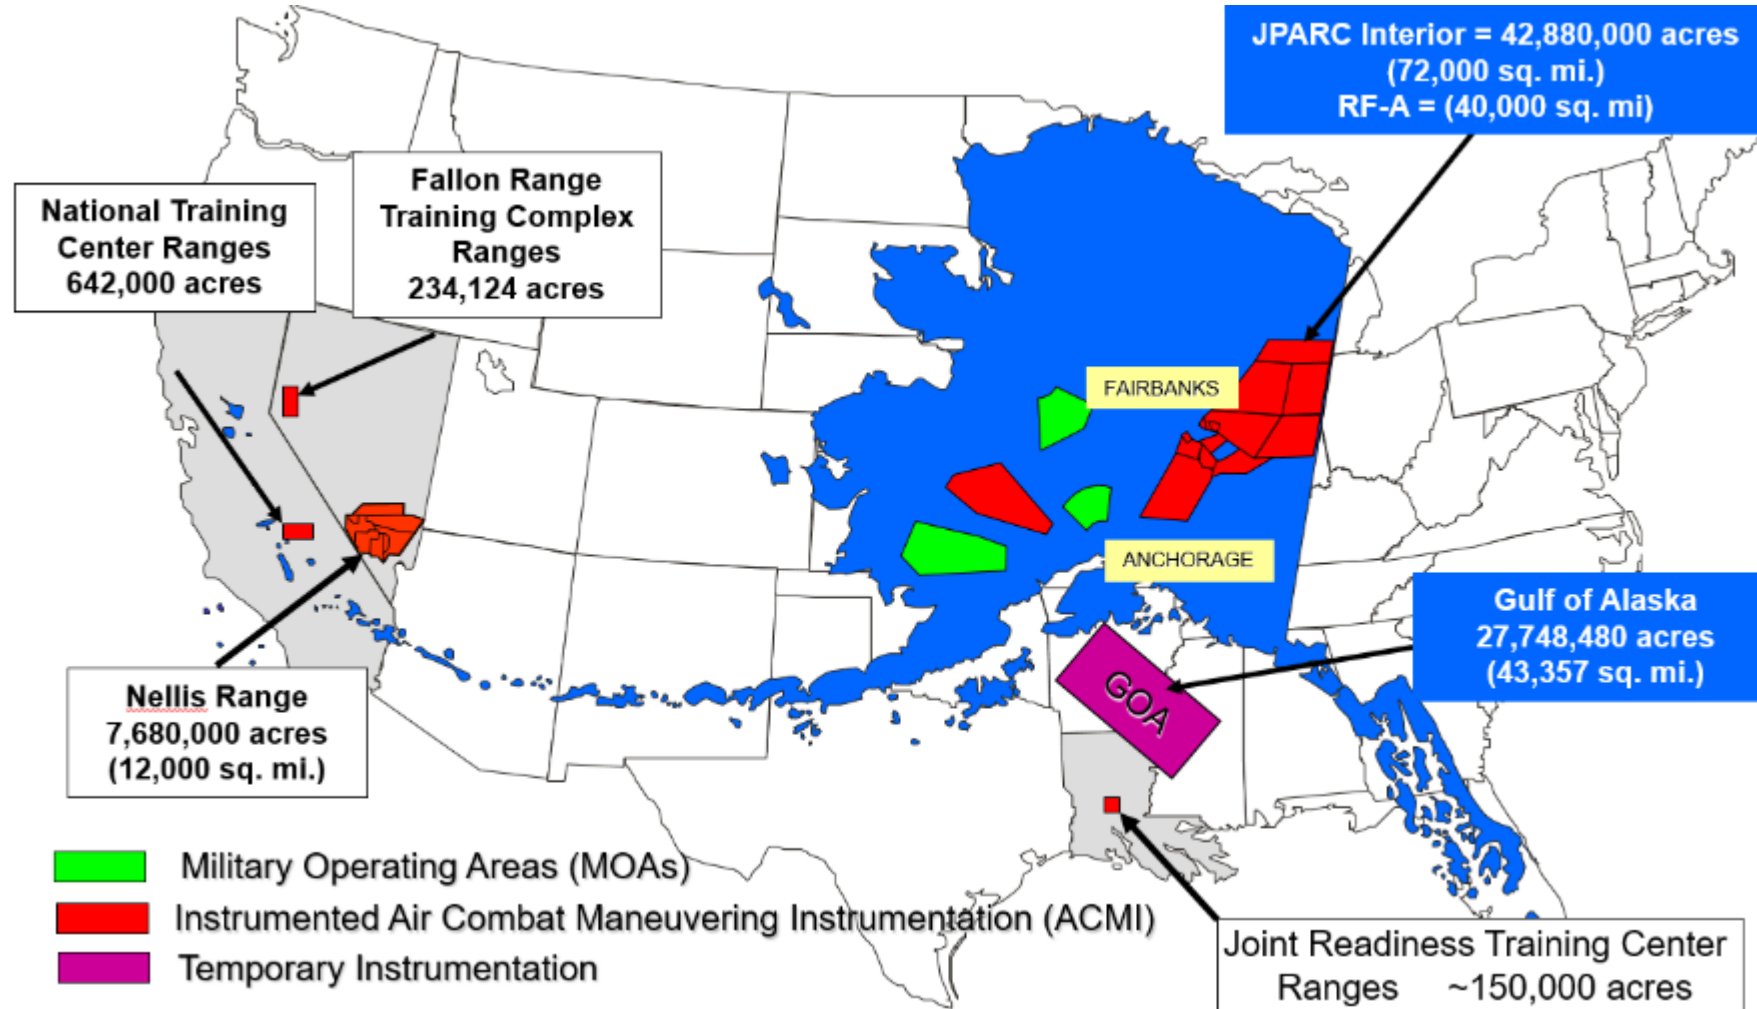 JPARC Interior = 42,880,000 acres
(72,000 sq. mi.)
RF-A = (40,000 sq. mi)
Fallon Range
Training Complex
Ranges
234,124 acres
National Training
Center Ranges
642,000 acres
FAIRBANKS
ANCHORAGE
Gulf of Alaska
27,748,480 acres
(43,357 sq. mi.)
GOA
Nellis Range
7,680,000 acres
(12,000 sq. mi.)
Military Operating Areas (MOAs)
Instrumented Air Combat Maneuvering Instrumentation (ACMI)
Temporary Instrumentation
Joint Readiness Training Center
Ranges ~150,000 acres